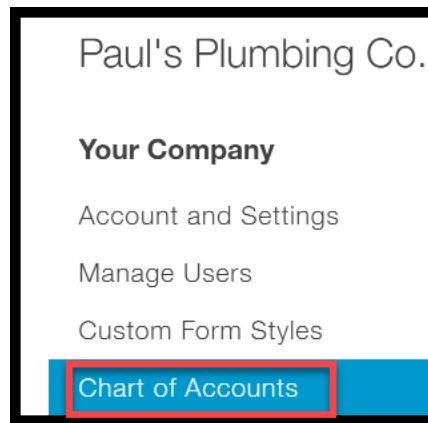 Paul's Plumbing Co.
Your Company
Account and Settings
Manage Users
Custom Form Styles
Chart of Accounts